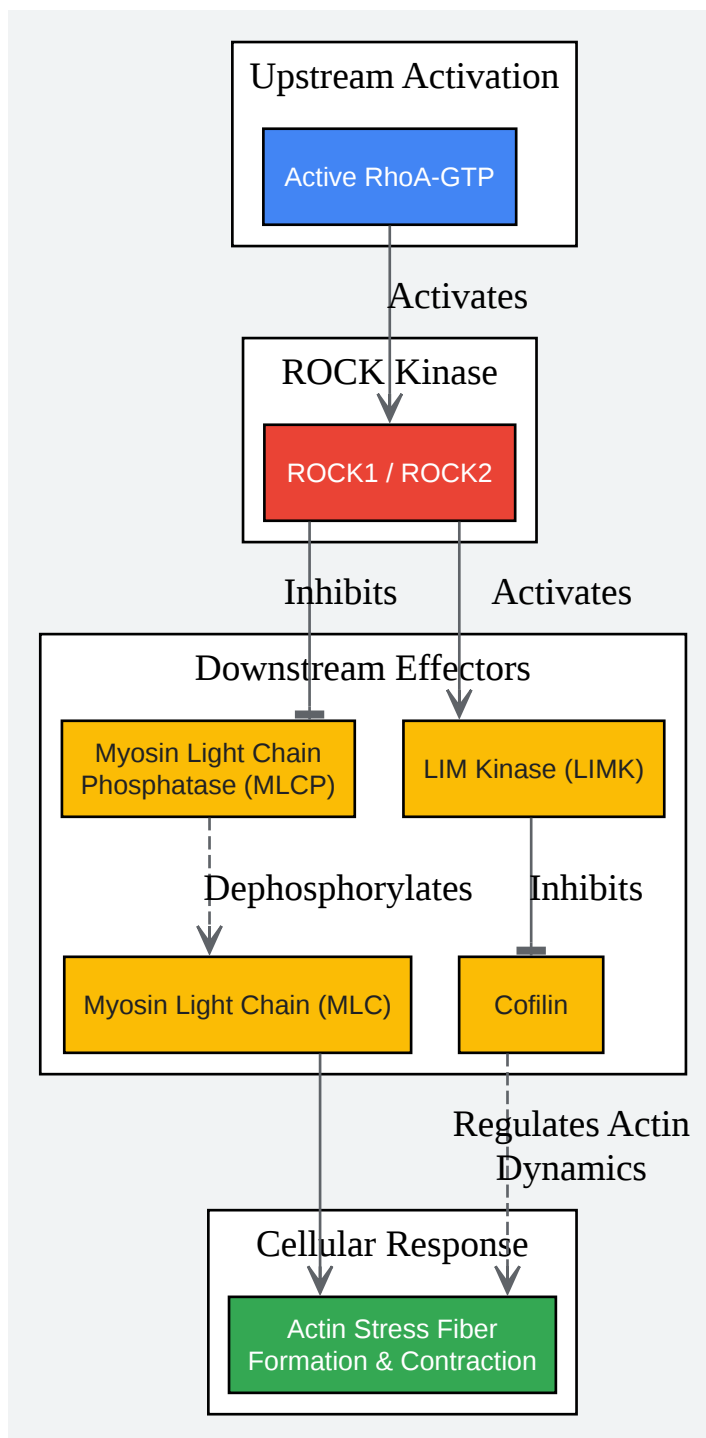 Upstream Activation
Active RhoA-GTP
Activates
ROCK Kinase
ROCK1 / ROCK2
Inhibits
Activates
Downstream Effectors
Myosin Light Chain
Phosphatase (MLCP)
LIM Kinase (LIMK)
Dephosphorylates
Inhibits
Myosin Light Chain (MLC)
Cofilin
Regulates Actin
Dynamics
Cellular Response
Actin Stress Fiber
Formation & Contraction